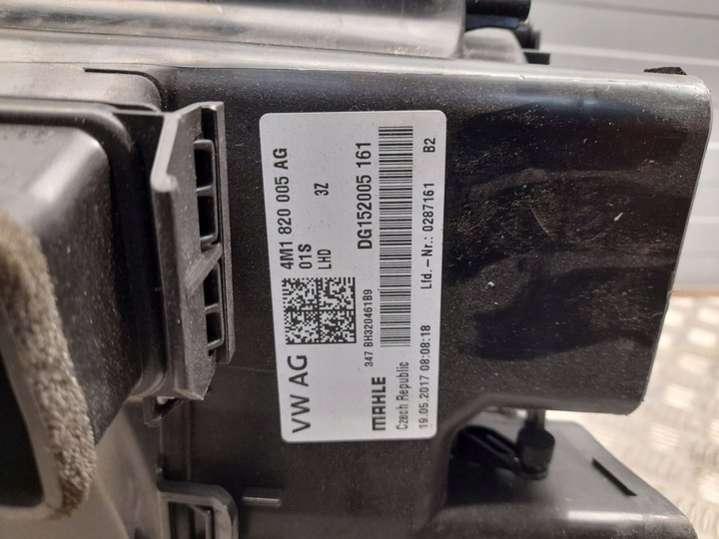 VW AG
4M1 820 005 AG
01S 3Z
LHD
DG152005 161
347 BH320461B9
MAHLE
Czech Republic
19.05.2017 08:08:18
Lfd. -Nr.: 0287161 B2